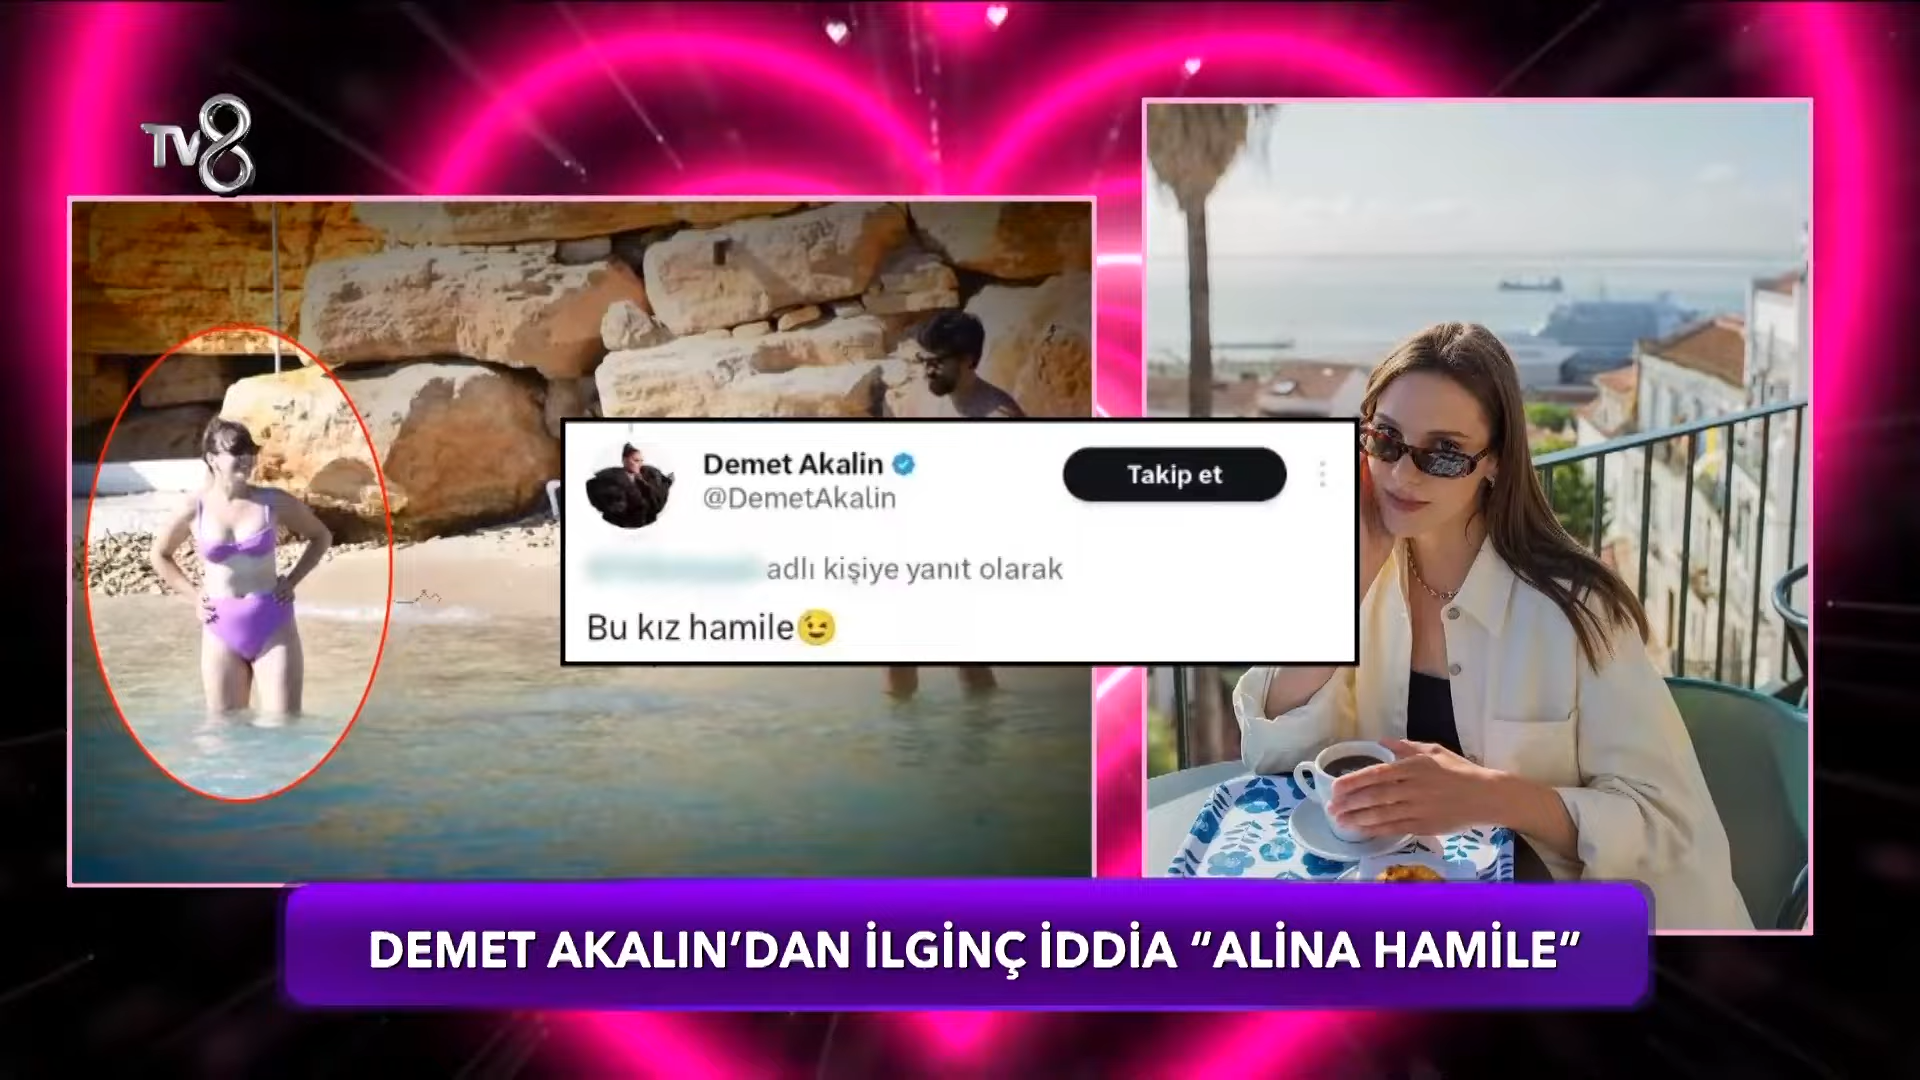 TV8
Demet Akalin
@DemetAkalin
Takip et
adlı kişiye yanıt olarak
Bu kız hamile😉
DEMET AKALIN’DAN İLGİNÇ İDDİA “ALİNA HAMİLE”